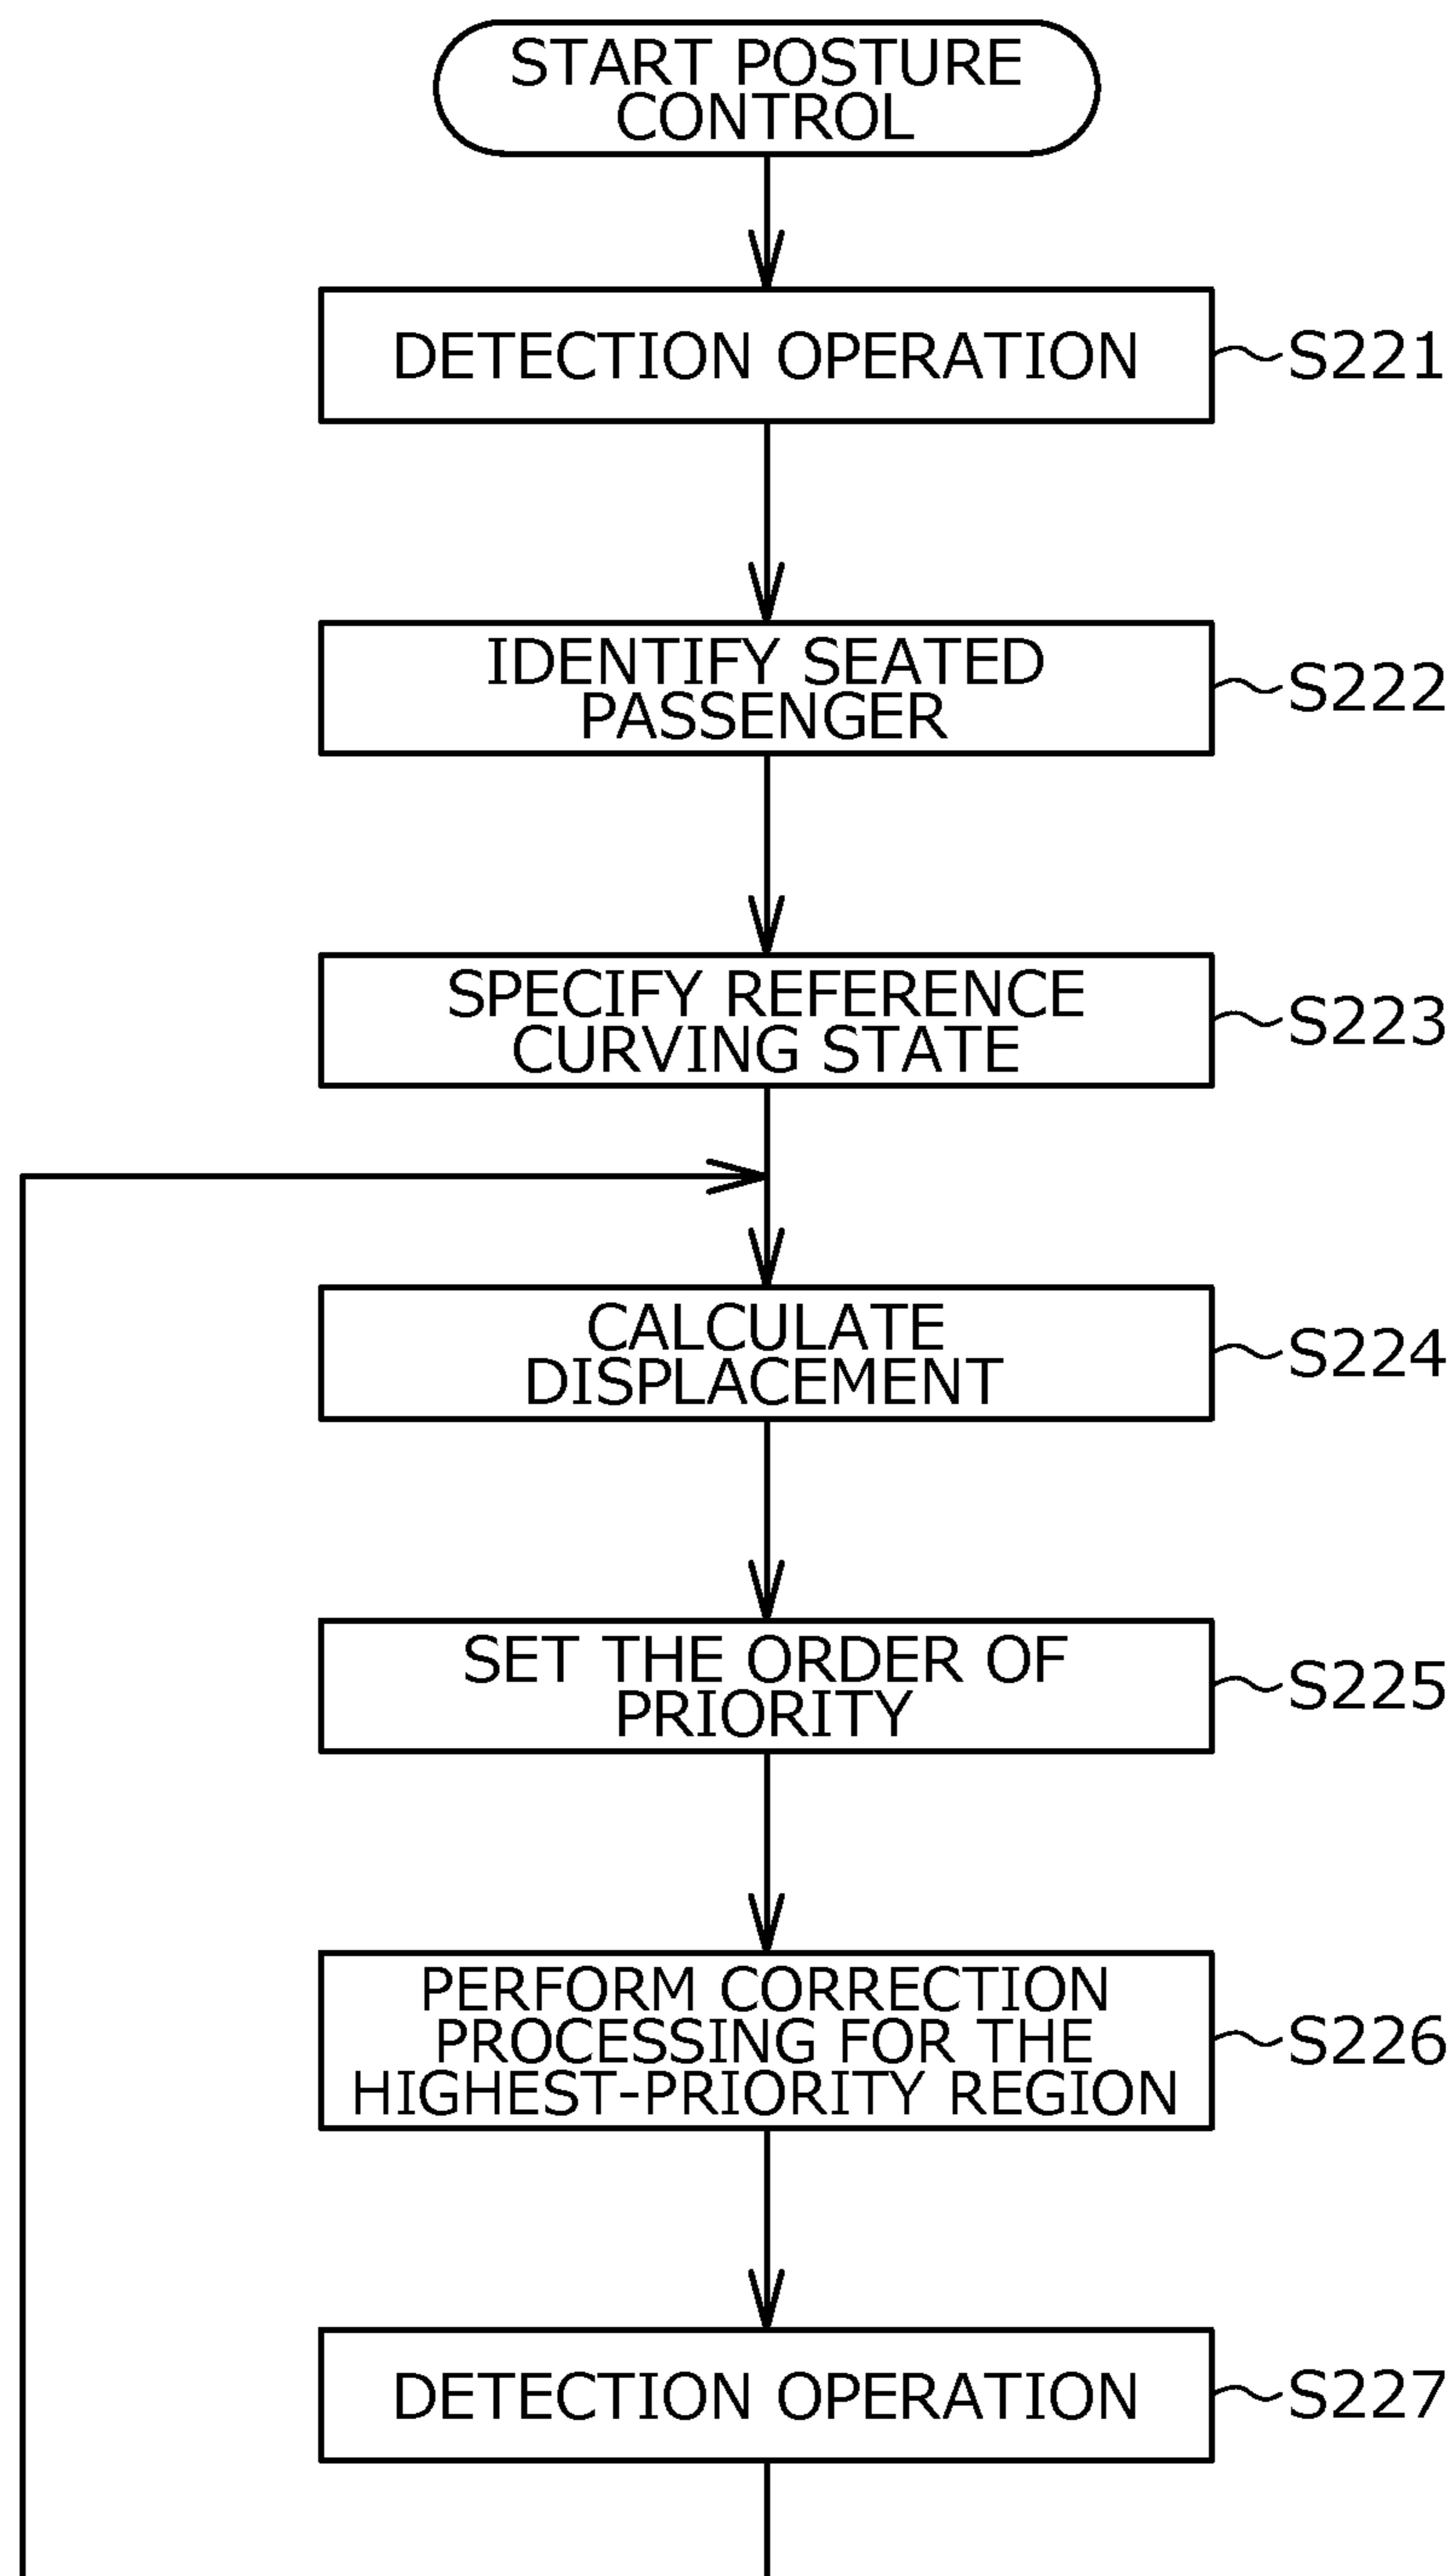 START POSTURE
CONTROL
DETECTION OPERATION
S221
IDENTIFY SEATED
PASSENGER
S222
SPECIFY REFERENCE
CURVING STATE
S223
CALCULATE
DISPLACEMENT
S224
SET THE ORDER OF
PRIORITY
S225
PERFORM CORRECTION
PROCESSING FOR THE
HIGHEST-PRIORITY REGION
S226
DETECTION OPERATION
S227